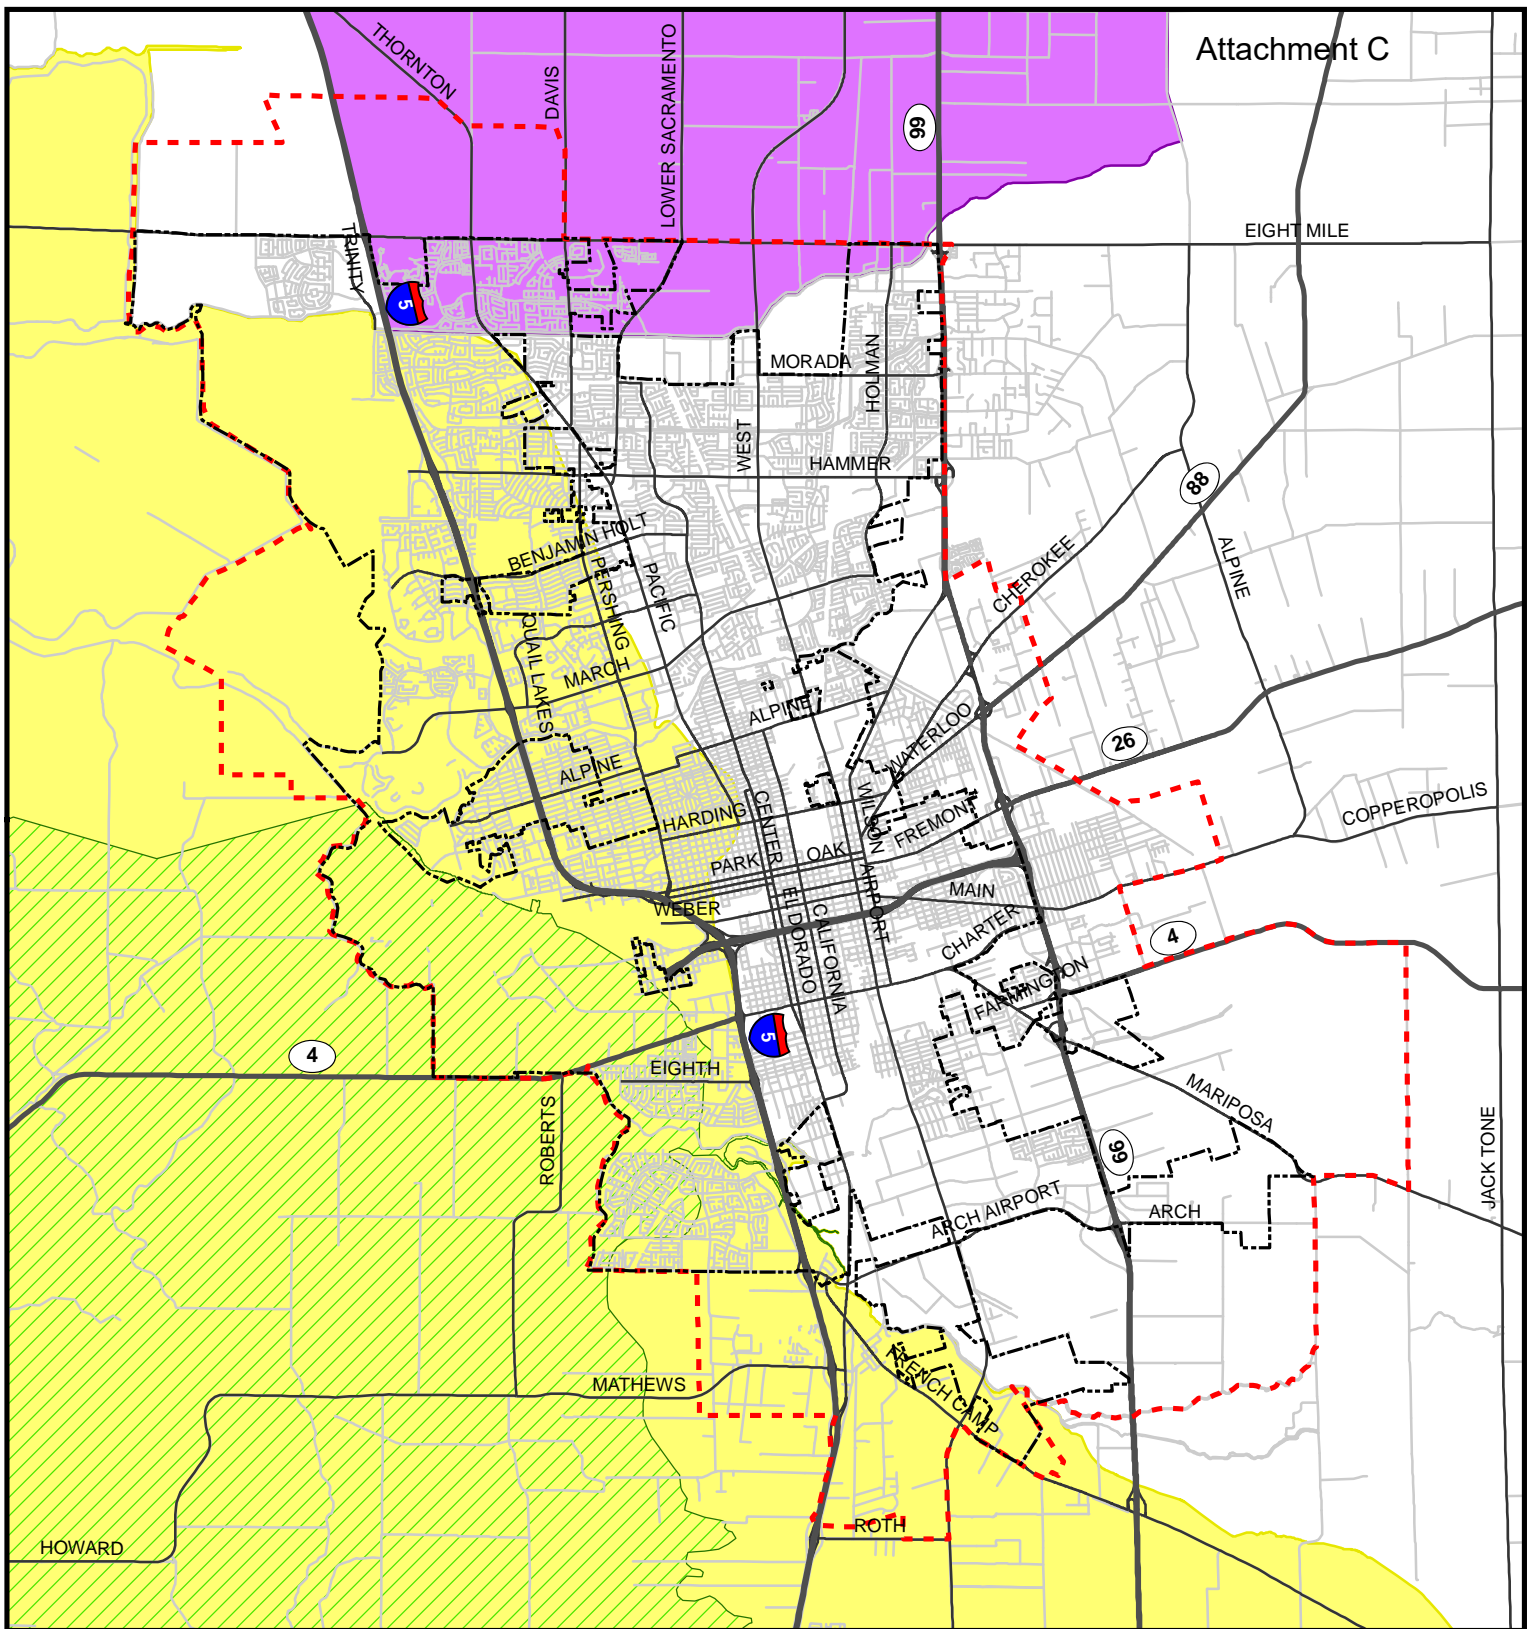 Attachment C
THORNTON
DAVIS
LOWER SACRAMENTO
99
EIGHT MILE
TRINITY
5
MORADA
HOLMAN
WEST
HAMMER
88
BENJAMIN HOLT
PERSHING
PACIFIC
CHEROKEE
ALPINE
QUAIL LAKES
MARCH
ALPINE
WATERLOO
26
ALPINE
HARDING
CENTER
WILSON
FREMONT
COPPEROPOLIS
PARK
OAK
MAIN
AIRPORT
WEBER
EL DORADO
CALIFORNIA
CHARTER
4
FARMINGTON
5
4
EIGHTH
ROBERTS
MARIPOSA
99
JACK TONE
ARCH AIRPORT
ARCH
MATHEWS
FRENCH CAMP
ROTH
HOWARD